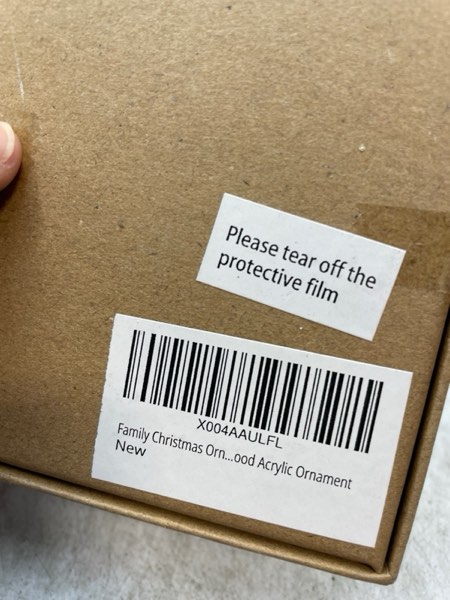 Please tear off the
protective film
X004AAULFL
Family Christmas Orn...ood Acrylic Ornament
New